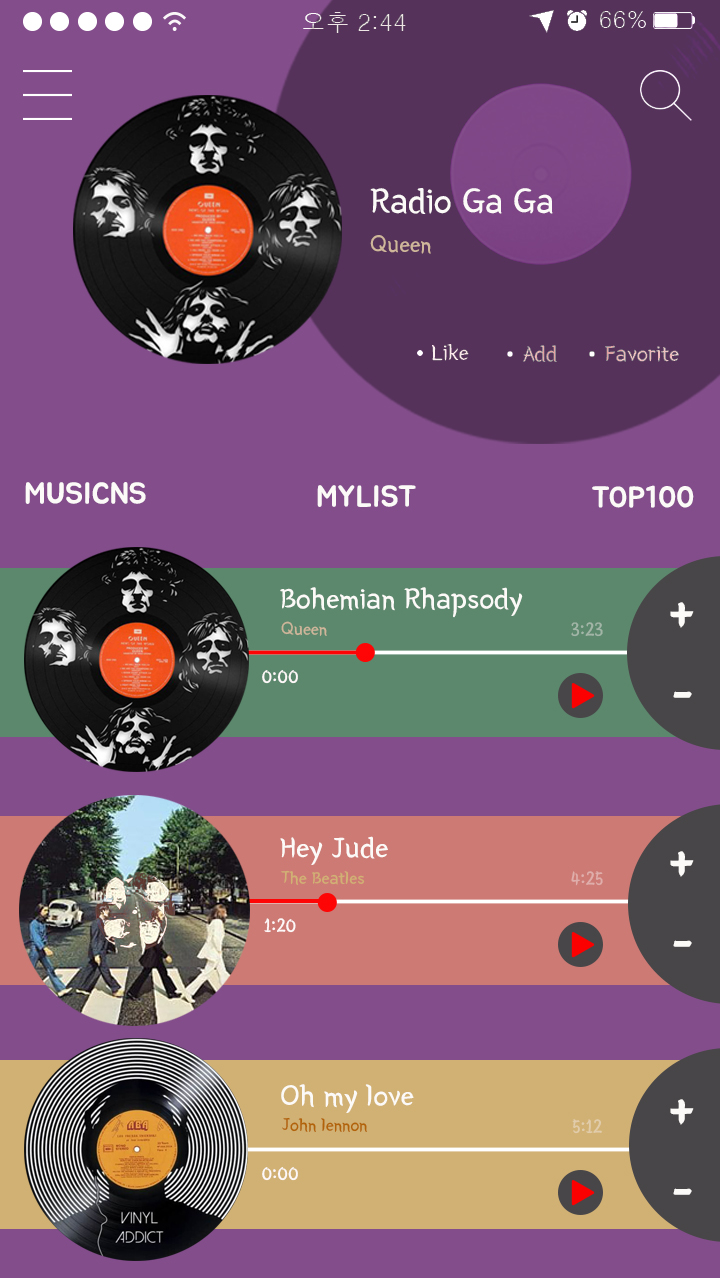 오후 2:44
66%
QUEEN
Radio Ga Ga
Queen
• Like • Add • Favorite
MUSICNS MYLIST TOP100
QUEEN
Bohemian Rhapsody
Queen 3:23
0:00
+
-
Hey Jude
The Beatles 4:25
1:20
+
-
Oh my love
John lennon 5:12
0:00
+
-
VINYL
ADDICT